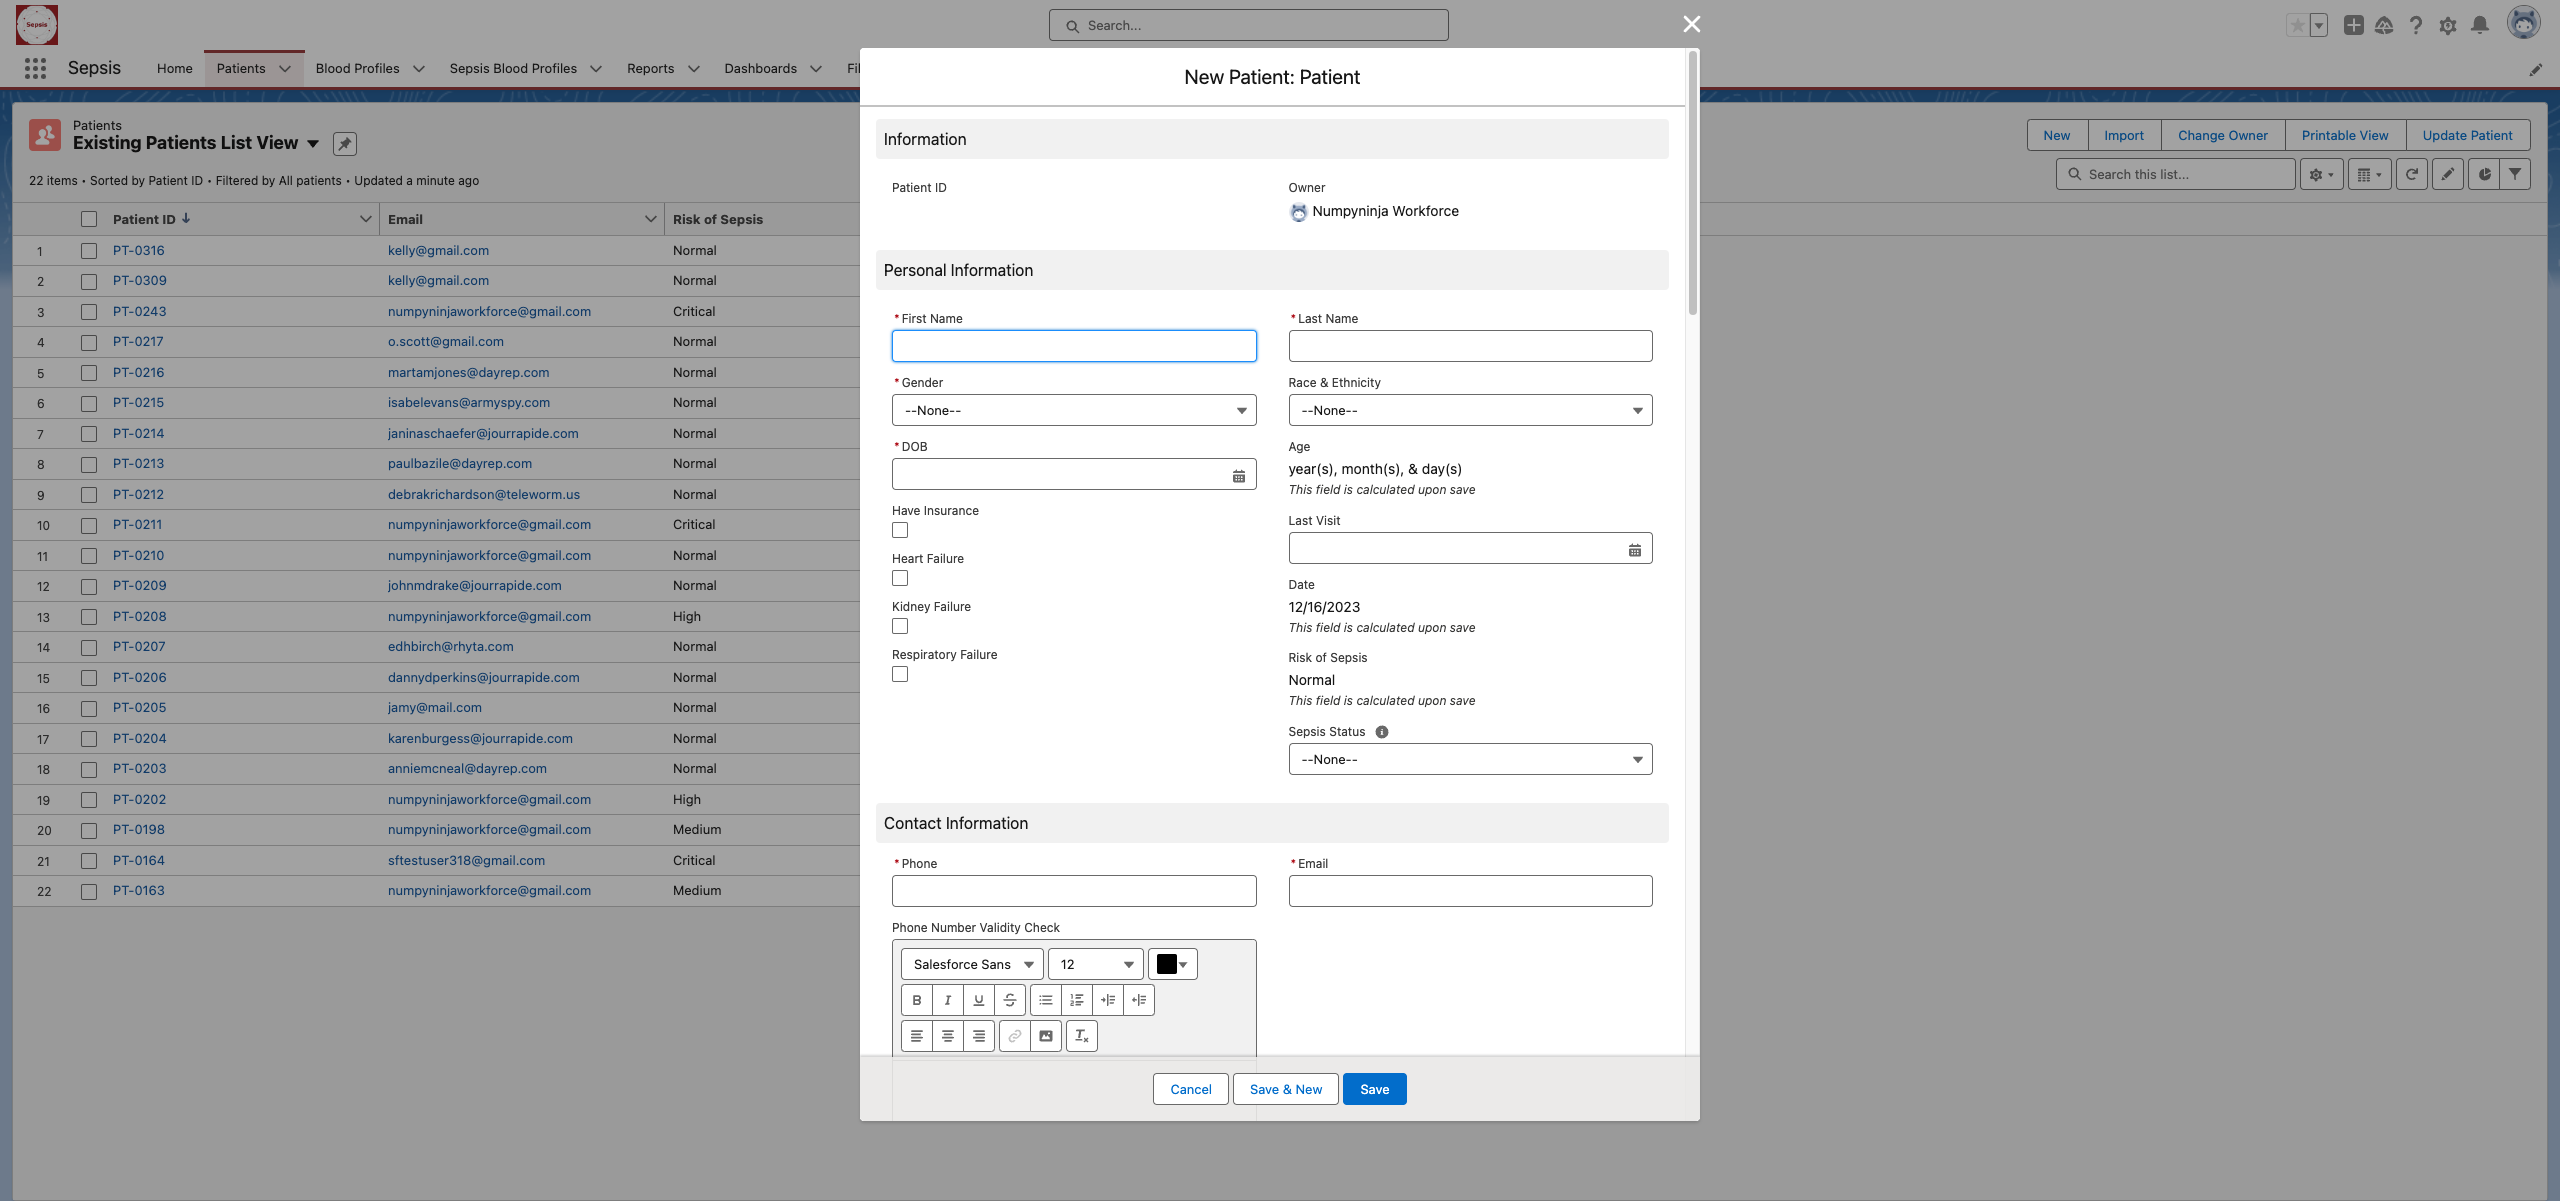 Sepsis
Search...
Sepsis
Home
Patients
Blood Profiles
Sepsis Blood Profiles
Reports
Dashboards
Patients
Existing Patients List View
22 items • Sorted by Patient ID • Filtered by All patients • Updated a minute ago
New
Import
Change Owner
Printable View
Update Patient
Search this list...
Patient ID Email Risk of Sepsis
1 PT-0316 kelly@gmail.com Normal
2 PT-0309 kelly@gmail.com Normal
3 PT-0243 numpyninjaworkforce@gmail.com Critical
4 PT-0217 o.scott@gmail.com Normal
5 PT-0216 martamjones@dayrep.com Normal
6 PT-0215 isabelevans@armyspy.com Normal
7 PT-0214 janinaschaefer@jourrapide.com Normal
8 PT-0213 paulbazile@dayrep.com Normal
9 PT-0212 debrakrichardson@teleworm.us Normal
10 PT-0211 numpyninjaworkforce@gmail.com Critical
11 PT-0210 numpyninjaworkforce@gmail.com Normal
12 PT-0209 johnmdrake@jourrapide.com Normal
13 PT-0208 numpyninjaworkforce@gmail.com High
14 PT-0207 edhbirch@rhyta.com Normal
15 PT-0206 dannydperkins@jourrapide.com Normal
16 PT-0205 jamy@mail.com Normal
17 PT-0204 karenburgess@jourrapide.com Normal
18 PT-0203 anniemcneal@dayrep.com Normal
19 PT-0202 numpyninjaworkforce@gmail.com High
20 PT-0198 numpyninjaworkforce@gmail.com Medium
21 PT-0164 sftestuser318@gmail.com Critical
22 PT-0163 numpyninjaworkforce@gmail.com Medium
New Patient: Patient
Information
Patient ID
Owner
Numpyninja Workforce
Personal Information
*First Name
*Last Name
*Gender
--None--
Race & Ethnicity
--None--
*DOB
Age
year(s), month(s), & day(s)
This field is calculated upon save
Have Insurance
Last Visit
Heart Failure
Date
12/16/2023
This field is calculated upon save
Kidney Failure
Respiratory Failure
Risk of Sepsis
Normal
This field is calculated upon save
Sepsis Status
--None--
Contact Information
*Phone
*Email
Phone Number Validity Check
Salesforce Sans
12
B I U S
Cancel
Save & New
Save